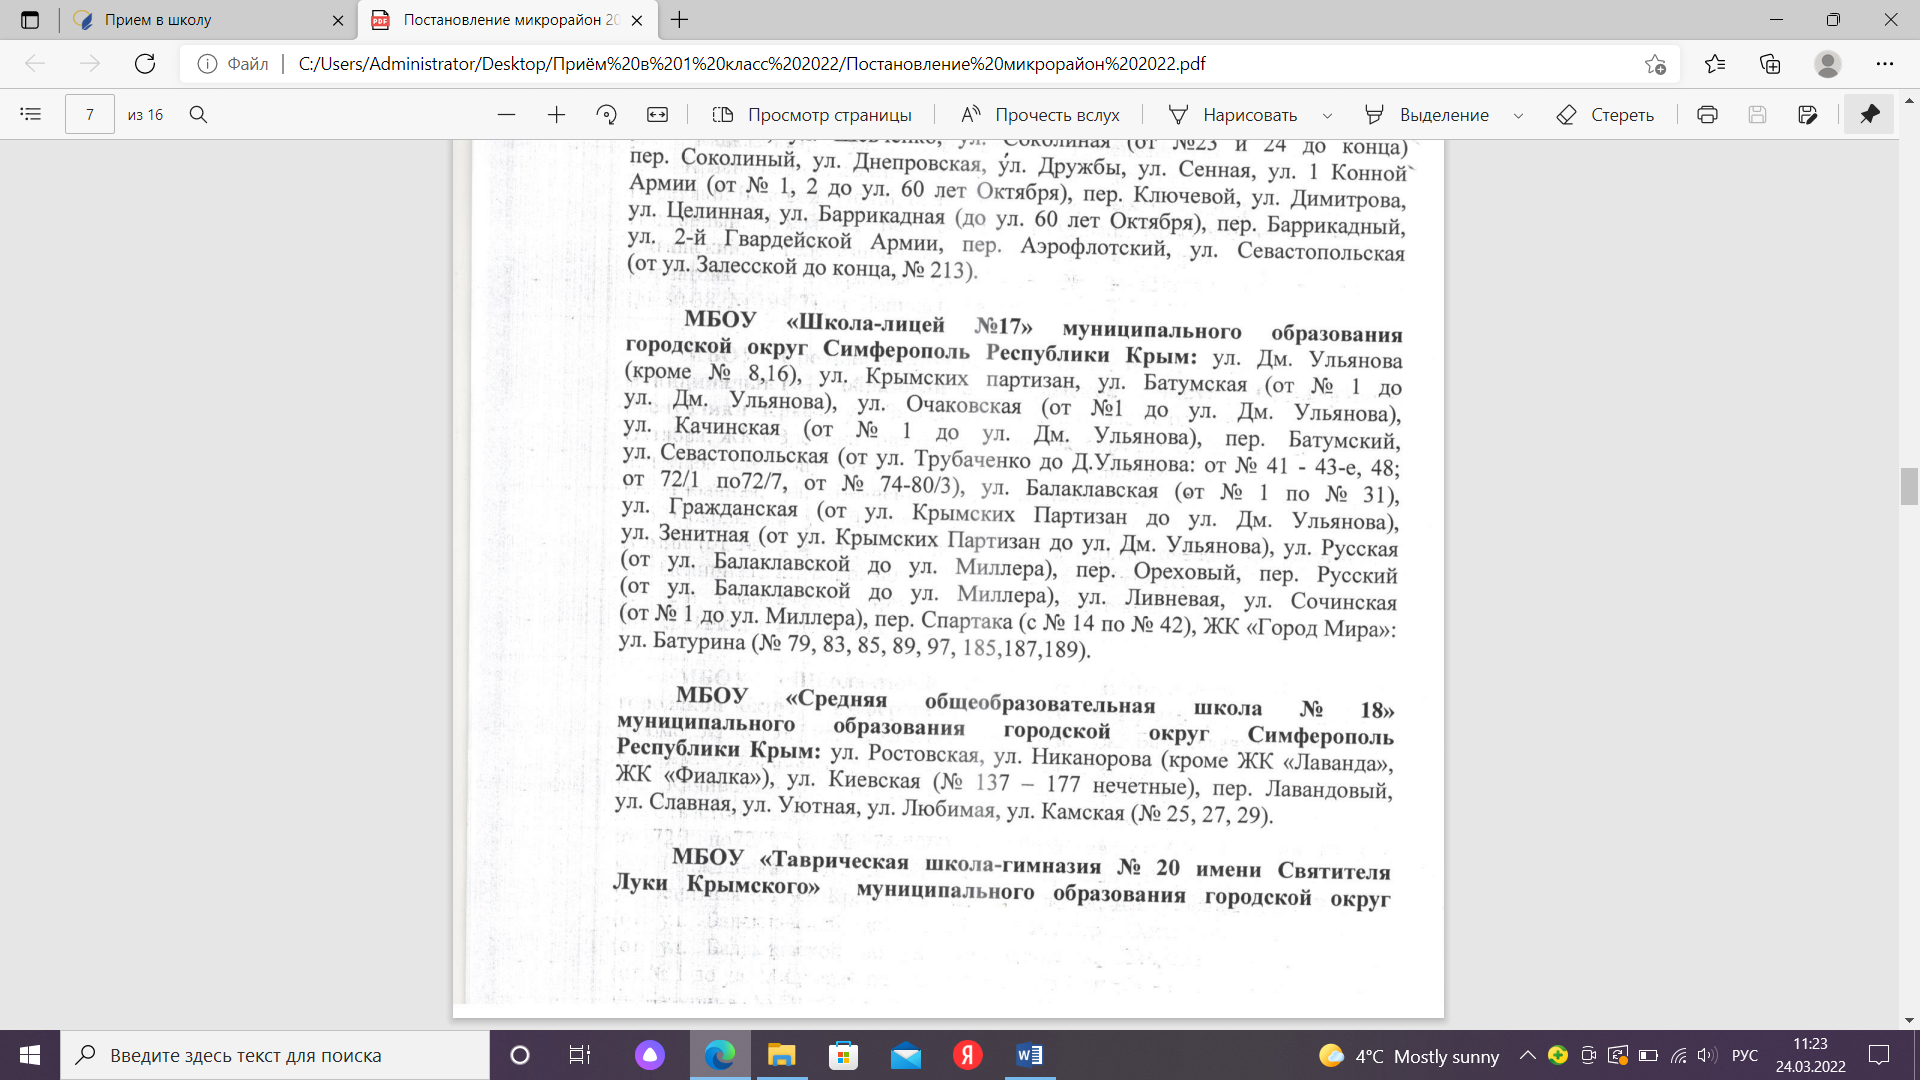 Прием в школу
Постановление микрорайон 20
Файл
C:/Users/Administrator/Desktop/Приём%20в%201%20класс%202022/Постановление%20микрорайон%202022.pdf
7 из 16
Просмотр страницы
Прочесть вслух
Нарисовать
Выделение
Стереть
ул. Соколиная (от №23 и 24 до конца)
пер. Соколиный, ул. Днепровская, ул. Дружбы, ул. Сенная, ул. 1 Конной
Армии (от № 1, 2 до ул. 60 лет Октября), пер. Ключевой, ул. Димитрова,
ул. Целинная, ул. Баррикадная (до ул. 60 лет Октября), пер. Баррикадный,
ул. 2-й Гвардейской Армии, пер. Аэрофлотский, ул. Севастопольская
(от ул. Залесской до конца, № 213).
МБОУ «Школа-лицей №17» муниципального образования
городской округ Симферополь Республики Крым: ул. Дм. Ульянова
(кроме № 8,16), ул. Крымских партизан, ул. Батумская (от № 1 до
ул. Дм. Ульянова), ул. Очаковская (от №1 до ул. Дм. Ульянова),
ул. Качинская (от № 1 до ул. Дм. Ульянова), пер. Батумский,
ул. Севастопольская (от ул. Трубаченко до Д.Ульянова: от № 41 - 43-е, 48;
от 72/1 по72/7, от № 74-80/3), ул. Балаклавская (от № 1 по № 31),
ул. Гражданская (от ул. Крымских Партизан до ул. Дм. Ульянова),
ул. Зенитная (от ул. Крымских Партизан до ул. Дм. Ульянова), ул. Русская
(от ул. Балаклавской до ул. Миллера), пер. Ореховый, пер. Русский
(от ул. Балаклавской до ул. Миллера), ул. Ливневая, ул. Сочинская
(от № 1 до ул. Миллера), пер. Спартака (с № 14 по № 42), ЖК «Город Мира»:
ул. Батурина (№ 79, 83, 85, 89, 97, 185,187,189).
МБОУ «Средняя общеобразовательная школа № 18»
муниципального образования городской округ Симферополь
Республики Крым: ул. Ростовская, ул. Никанорова (кроме ЖК «Лаванда»,
ЖК «Фиалка»), ул. Киевская (№ 137 – 177 нечетные), пер. Лавандовый,
ул. Славная, ул. Уютная, ул. Любимая, ул. Камская (№ 25, 27, 29).
МБОУ «Таврическая школа-гимназия № 20 имени Святителя
Луки Крымского» муниципального образования городской округ
Введите здесь текст для поиска
4°C Mostly sunny
РУС
11:23
24.03.2022